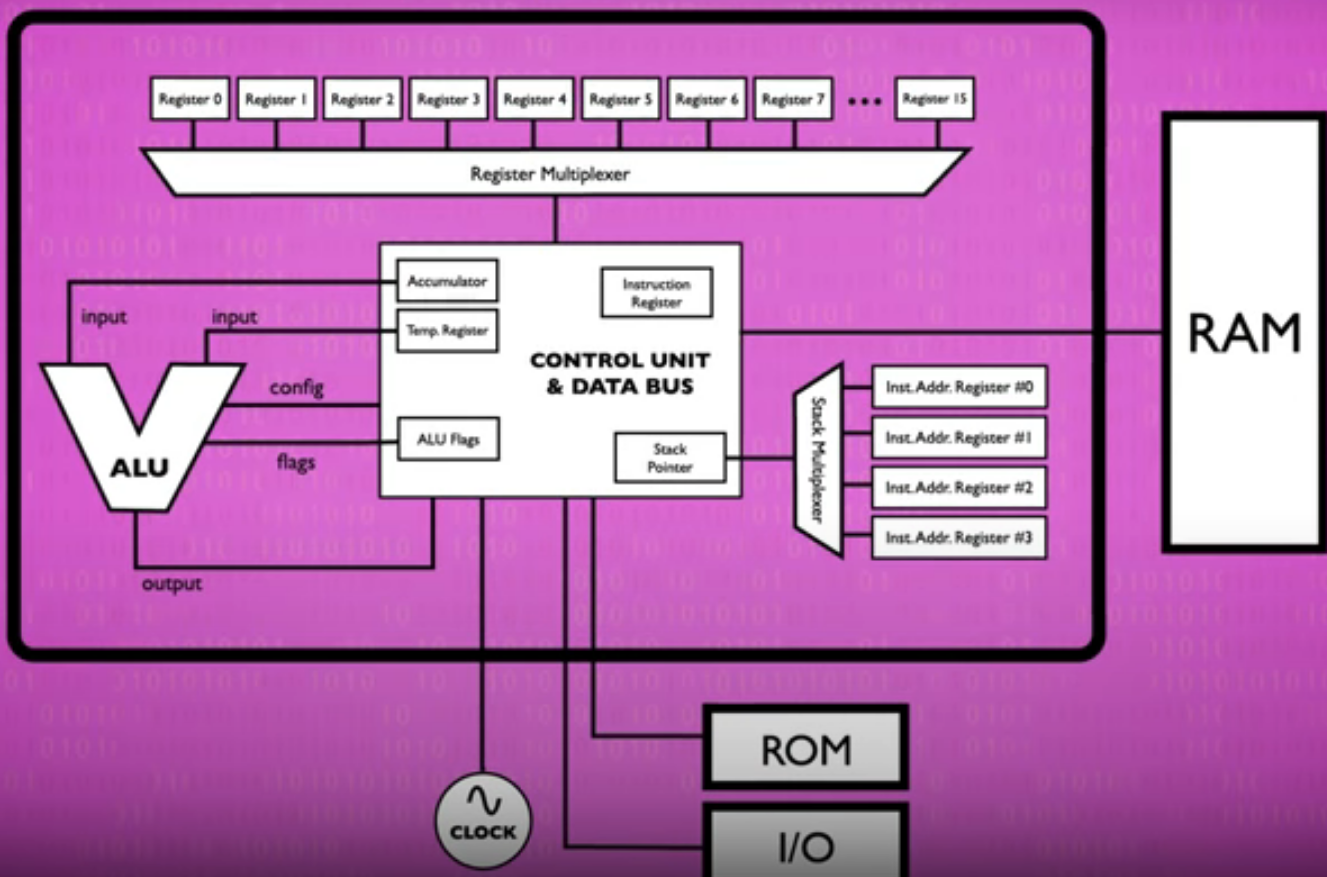 Register 0
Register 1
Register 2
Register 3
Register 4
Register 5
Register 6
Register 7
...
Register 15
Register Multiplexer
Accumulator
Instruction
Register
input
input
Temp. Register
CONTROL UNIT
& DATA BUS
config
ALU Flags
flags
ALU
Stack
Pointer
Stack Multiplexer
Inst. Addr. Register #0
Inst. Addr. Register #1
Inst. Addr. Register #2
Inst. Addr. Register #3
RAM
output
CLOCK
ROM
I/O